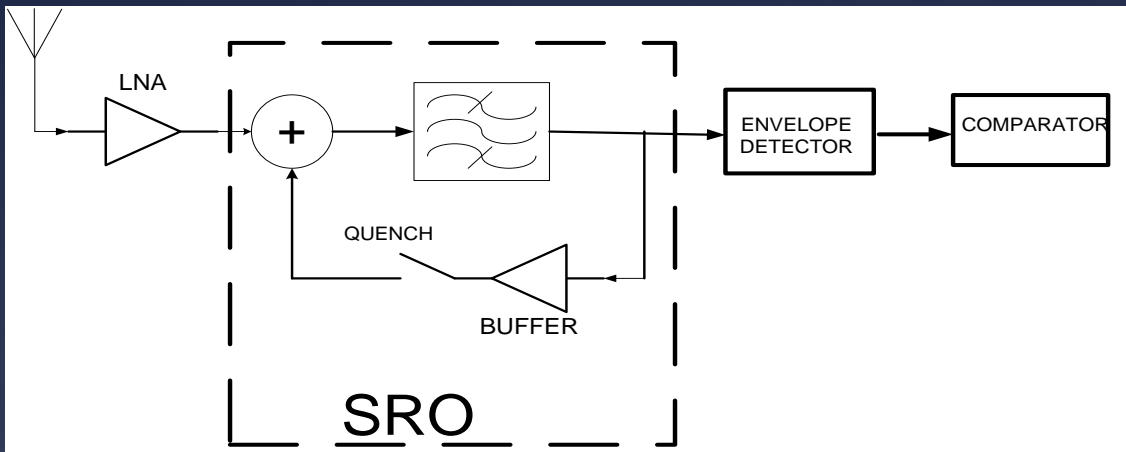 LNA
+
ENVELOPE
DETECTOR
COMPARATOR
QUENCH
BUFFER
SRO